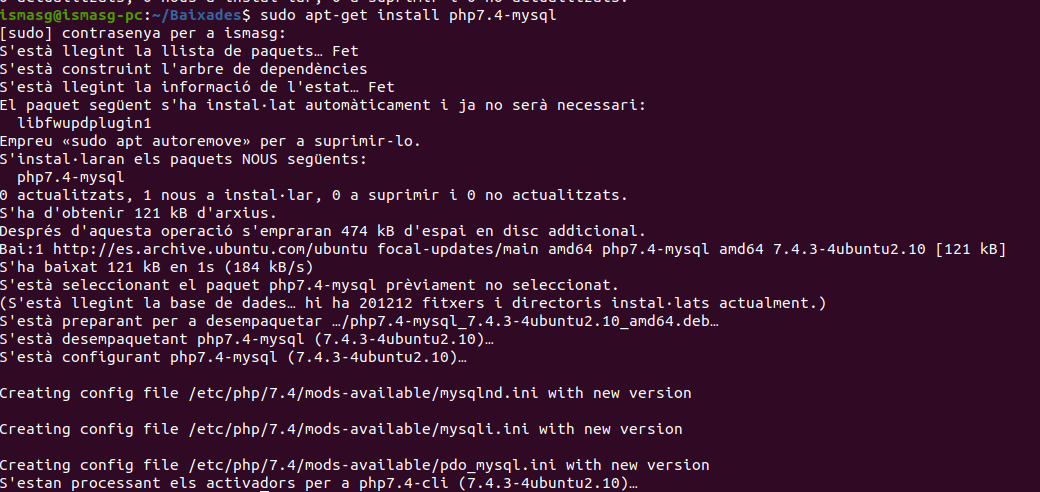 ismasg@ismasg-pc:~/Baixades$ sudo apt-get install php7.4-mysql
[sudo] contrasenya per a ismasg:
S'està llegint la llista de paquets… Fet
S'està construint l'arbre de dependències
S'està llegint la informació de l'estat… Fet
El paquet següent s'ha instal·lat automàticament i ja no serà necessari:
  libfwupdplugin1
Empreu «sudo apt autoremove» per a suprimir-lo.
S'instal·laran els paquets NOUS següents:
  php7.4-mysql
0 actualitzats, 1 nous a instal·lar, 0 a suprimir i 0 no actualitzats.
S'ha d'obtenir 121 kB d'arxius.
Després d'aquesta operació s'empraran 474 kB d'espai en disc addicional.
Bai:1 http://es.archive.ubuntu.com/ubuntu focal-updates/main amd64 php7.4-mysql amd64 7.4.3-4ubuntu2.10 [121 kB]
S'ha baixat 121 kB en 1s (184 kB/s)
S'està seleccionant el paquet php7.4-mysql prèviament no seleccionat.
(S'està llegint la base de dades… hi ha 201212 fitxers i directoris instal·lats actualment.)
S'està preparant per a desempaquetar …/php7.4-mysql_7.4.3-4ubuntu2.10_amd64.deb…
S'està desempaquetant php7.4-mysql (7.4.3-4ubuntu2.10)…
S'està configurant php7.4-mysql (7.4.3-4ubuntu2.10)…
Creating config file /etc/php/7.4/mods-available/mysqlnd.ini with new version
Creating config file /etc/php/7.4/mods-available/mysqli.ini with new version
Creating config file /etc/php/7.4/mods-available/pdo_mysql.ini with new version
S'estan processant els activadors per a php7.4-cli (7.4.3-4ubuntu2.10)…